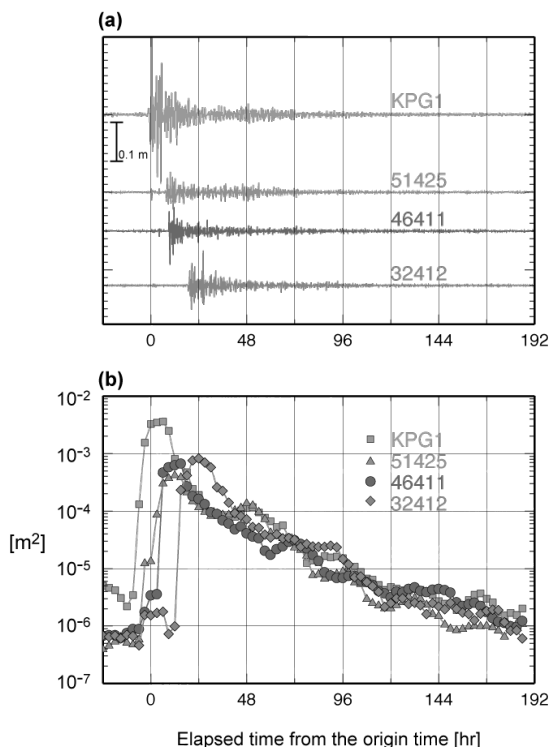 (a)
KPG1
0.1 m
51425
46411
32412
0 48 96 144 192
(b)
10⁻²
10⁻³
10⁻⁴
10⁻⁵
10⁻⁶
10⁻⁷
[m²]
KPG1
51425
46411
32412
0 48 96 144 192
Elapsed time from the origin time [hr]